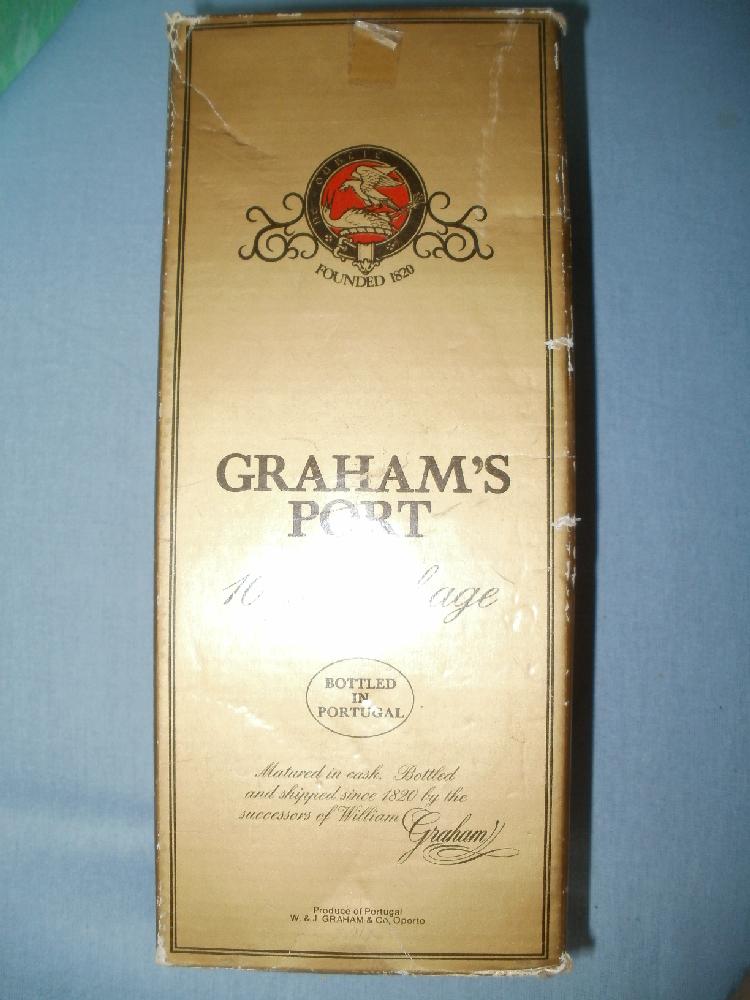 FOUNDED 1820
GRAHAM'S
PORT
age
BOTTLED
IN
PORTUGAL
Matured in cask. Bottled
and shipped since 1820 by the
successors of William Graham
Produce of Portugal
W. & J. GRAHAM & Co, Oporto